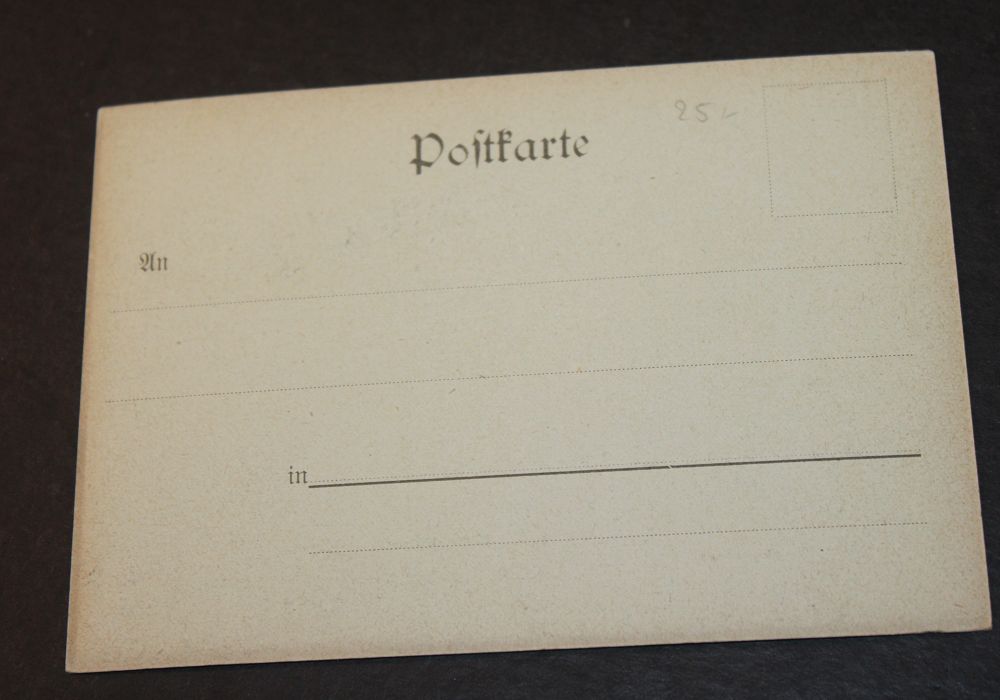 Poſtkarte
25.-
An
in